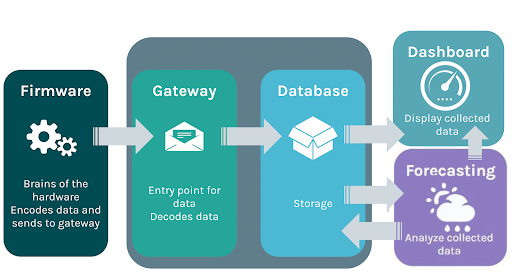 Firmware
Brains of the
hardware
Encodes data and
sends to gateway
Gateway
Entry point for
data
Decodes data
Database
Storage
Dashboard
Display collected
data
Forecasting
Analyze collected
data